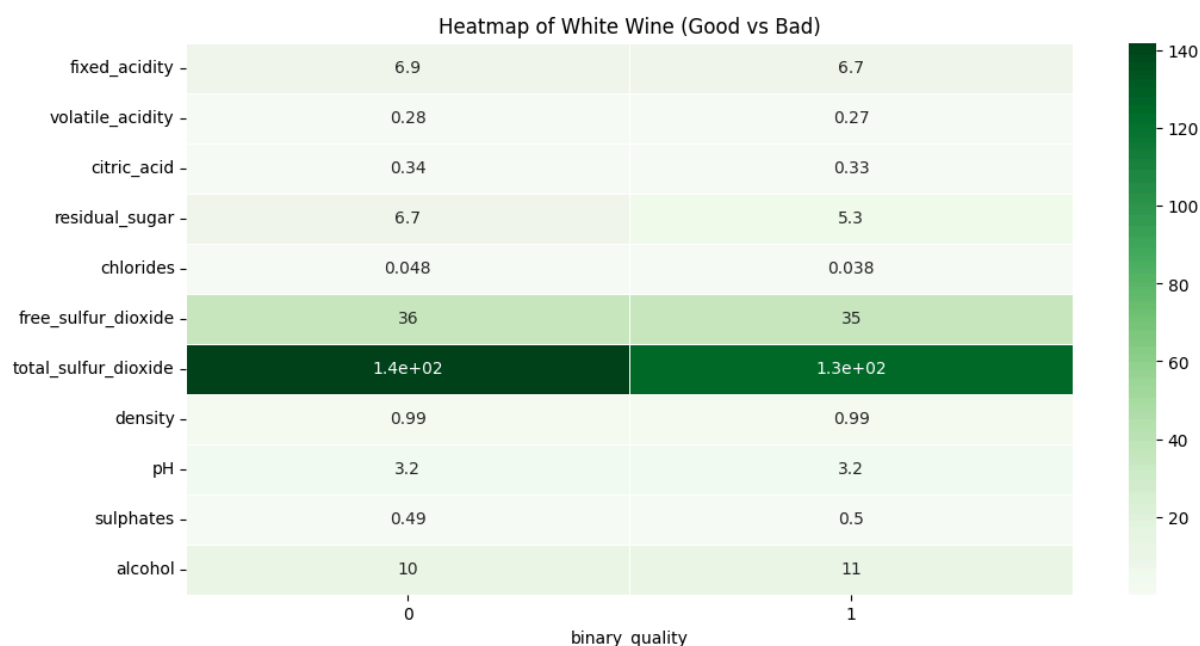 Heatmap of White Wine (Good vs Bad)
fixed_acidity 6.9 6.7 140
volatile_acidity 0.28 0.27 120
citric_acid 0.34 0.33
residual_sugar 6.7 5.3 100
chlorides 0.048 0.038 80
free_sulfur_dioxide 36 35
total_sulfur_dioxide 1.4e+02 1.3e+02 60
density 0.99 0.99 40
pH 3.2 3.2
sulphates 0.49 0.5 20
alcohol 10 11
0 1
binary_quality